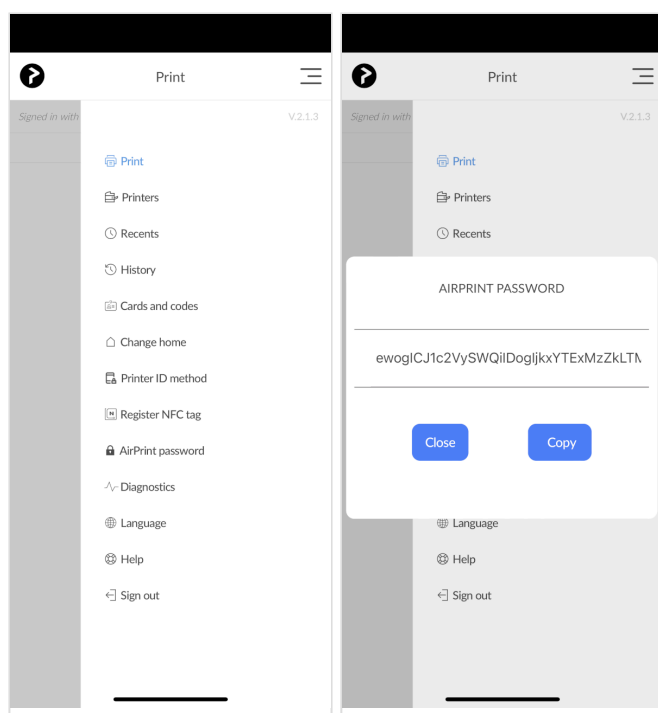 Print
Signed in with
V.2.1.3
Print
Printers
Recents
History
Cards and codes
Change home
Printer ID method
Register NFC tag
AirPrint password
Diagnostics
Language
Help
Sign out
Print
Signed in with
V.2.1.3
Print
Printers
Recents
AIRPRINT PASSWORD
ewogICJ1c2VySWQiIDogIjkxYTExMzZkLTM
Close
Copy
Language
Help
Sign out